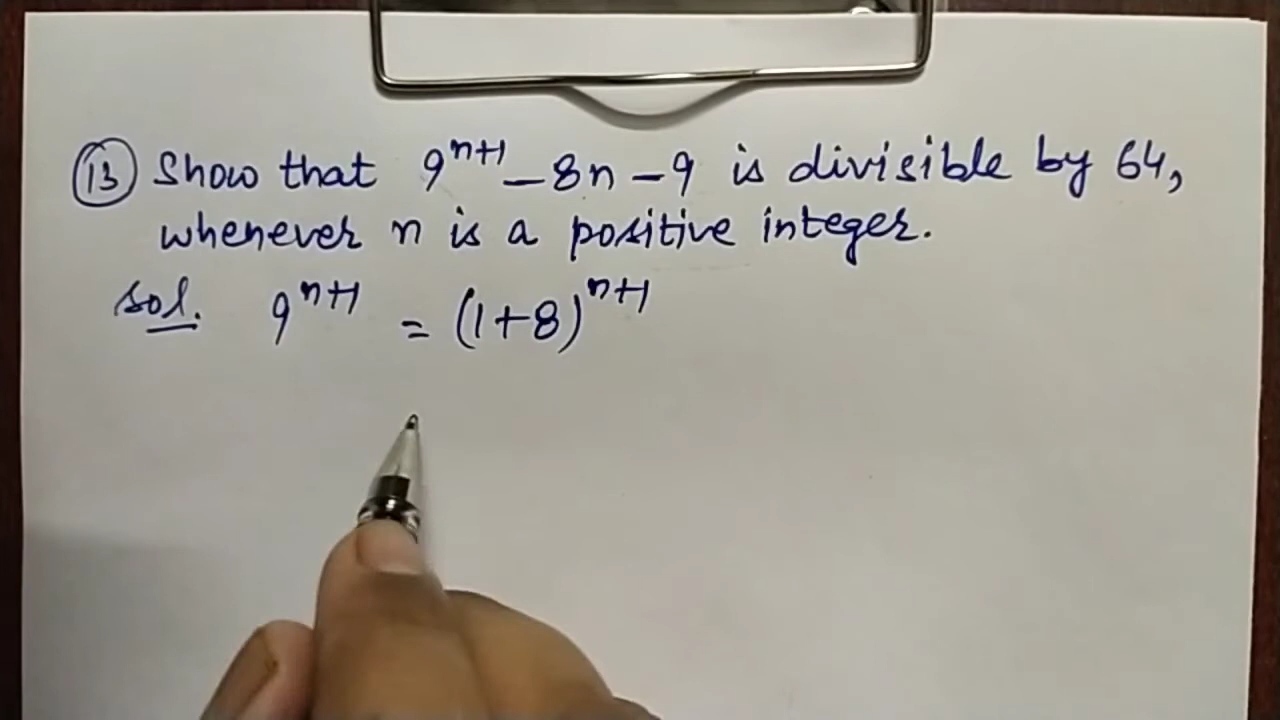 (13) Show that 9^{n+1} - 8n - 9 is divisible by 64,
whenever n is a positive integer.
Sol. 9^{n+1} = (1+8)^{n+1}